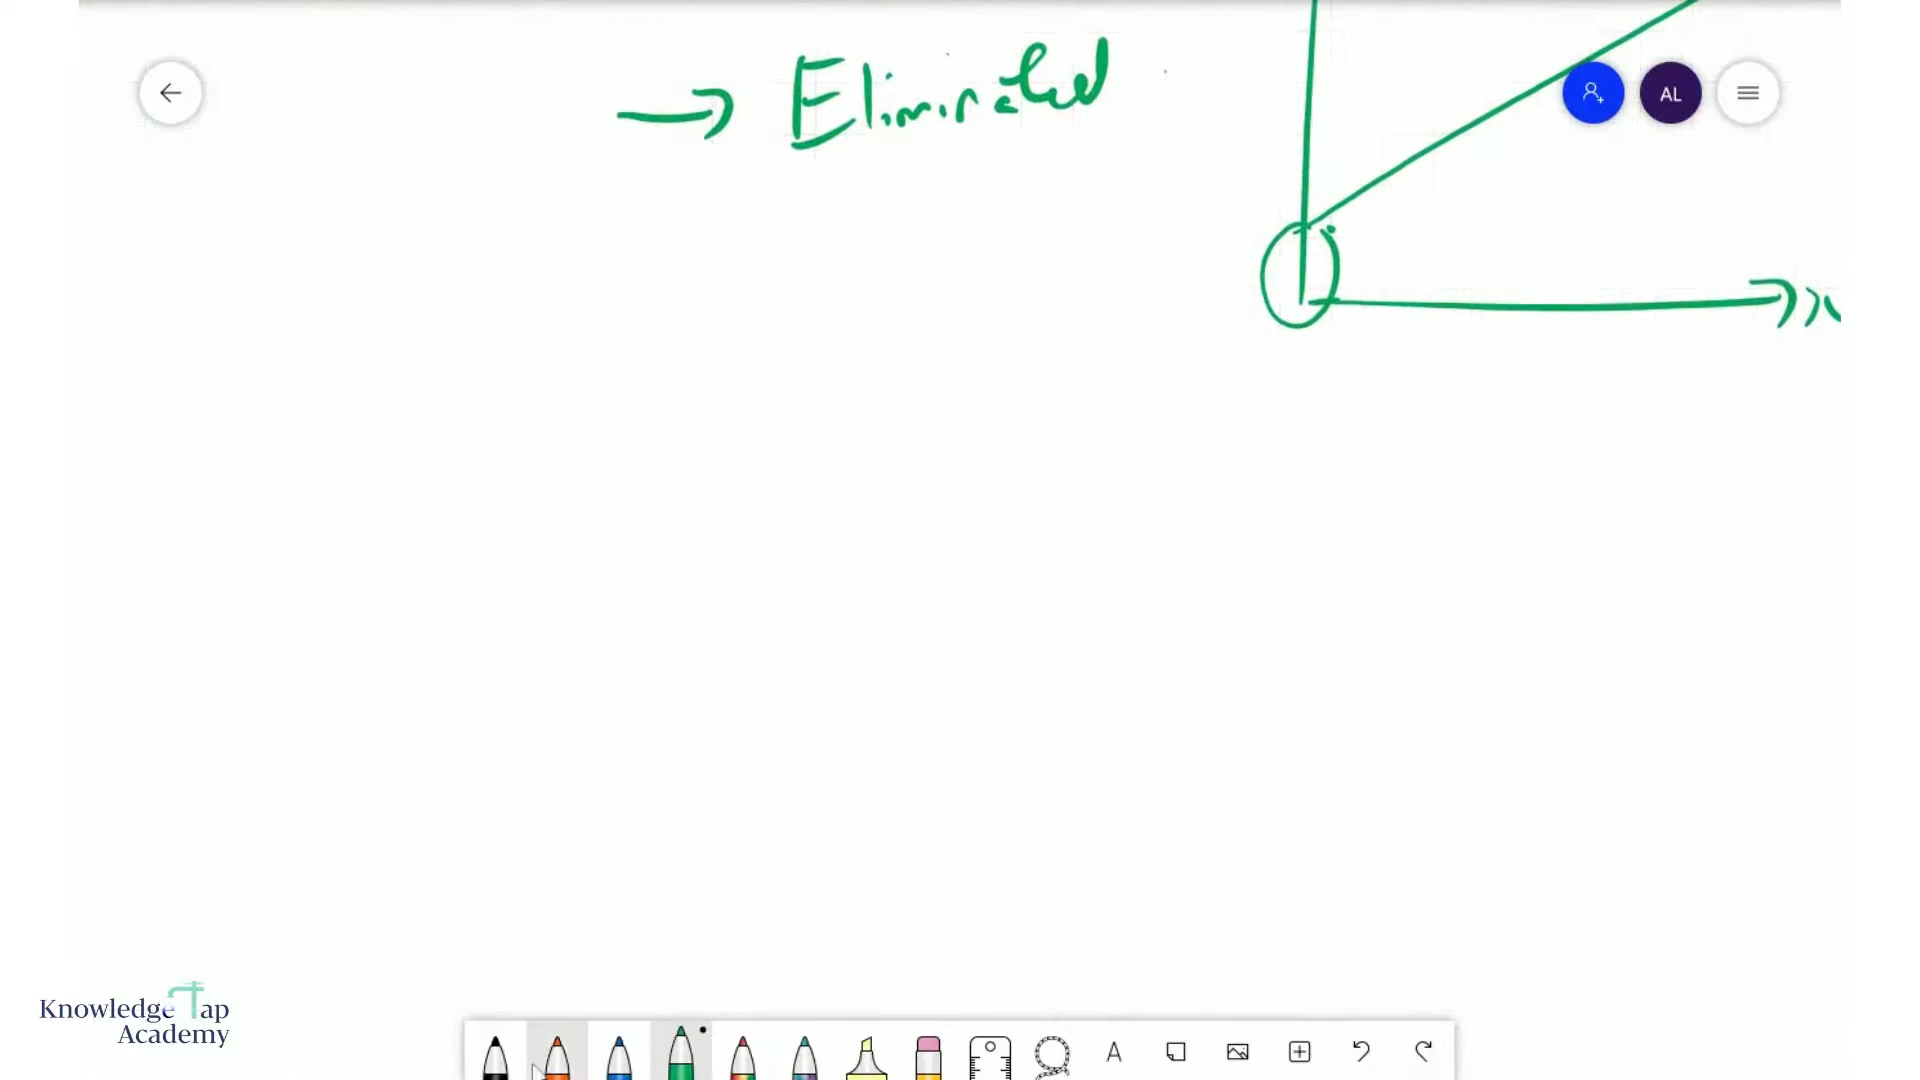 → Eliminated
AL
x
Knowledge Tap
Academy
A